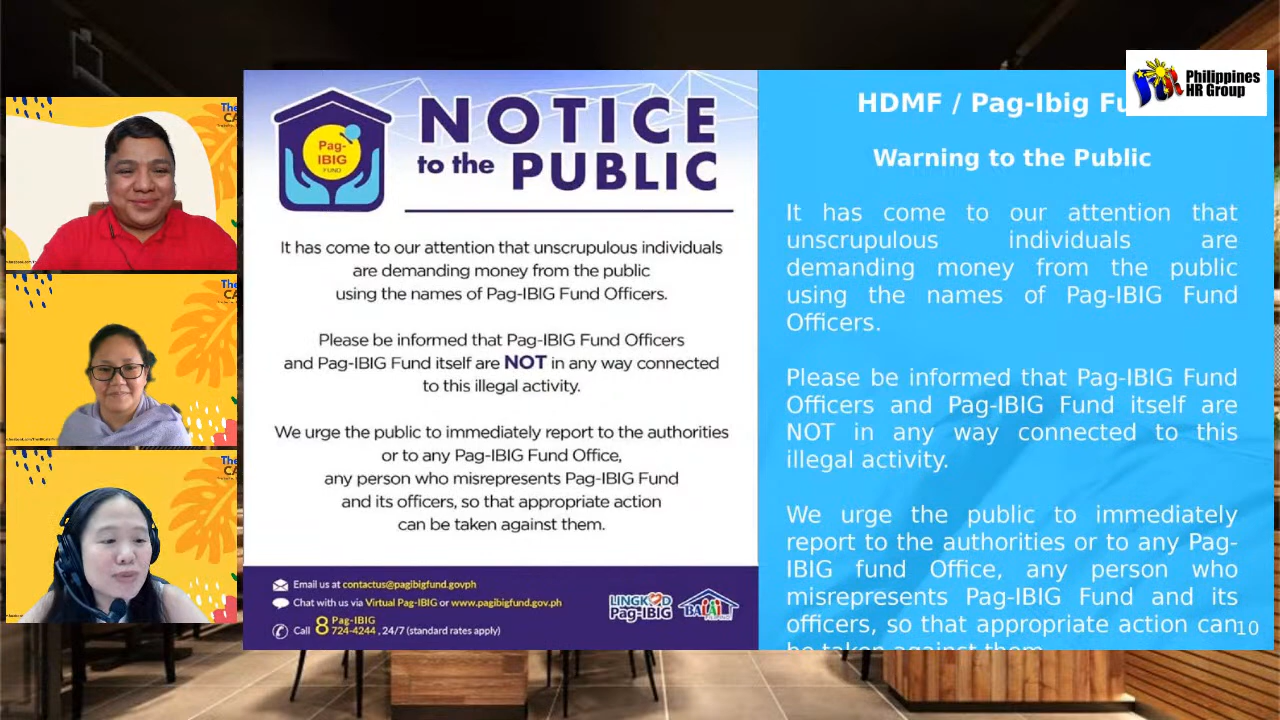 Philippines
HR Group
The
CA
The
CA
The
CA
Pag-
IBIG
FUND
NOTICE
to the PUBLIC
It has come to our attention that unscrupulous individuals
are demanding money from the public
using the names of Pag-IBIG Fund Officers.
Please be informed that Pag-IBIG Fund Officers
and Pag-IBIG Fund itself are NOT in any way connected
to this illegal activity.
We urge the public to immediately report to the authorities
or to any Pag-IBIG Fund Office,
any person who misrepresents Pag-IBIG Fund
and its officers, so that appropriate action
can be taken against them.
Email us at contactus@pagibigfund.govph
Chat with us via Virtual Pag-IBIG or www.pagibigfund.gov.ph
Call 8 Pag-IBIG
724-4244 , 24/7 (standard rates apply)
LINGKOD
Pag-IBIG
HDMF / Pag-Ibig Fu
Warning to the Public
It has come to our attention that
unscrupulous individuals are
demanding money from the public
using the names of Pag-IBIG Fund
Officers.
Please be informed that Pag-IBIG Fund
Officers and Pag-IBIG Fund itself are
NOT in any way connected to this
illegal activity.
We urge the public to immediately
report to the authorities or to any Pag-
IBIG fund Office, any person who
misrepresents Pag-IBIG Fund and its
officers, so that appropriate action can
be taken against them.
10